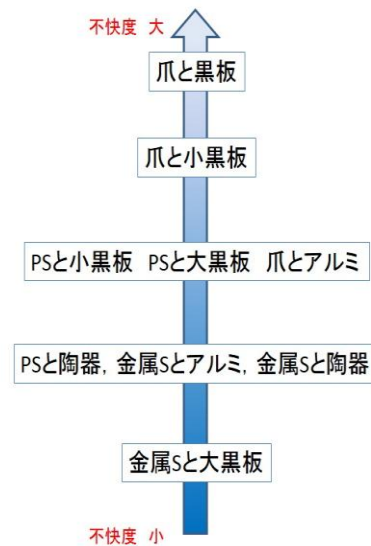 不快度 大
爪と黒板
爪と小黒板
PSと小黒板 PSと大黒板 爪とアルミ
PSと陶器, 金属Sとアルミ, 金属Sと陶器
金属Sと大黒板
不快度 小